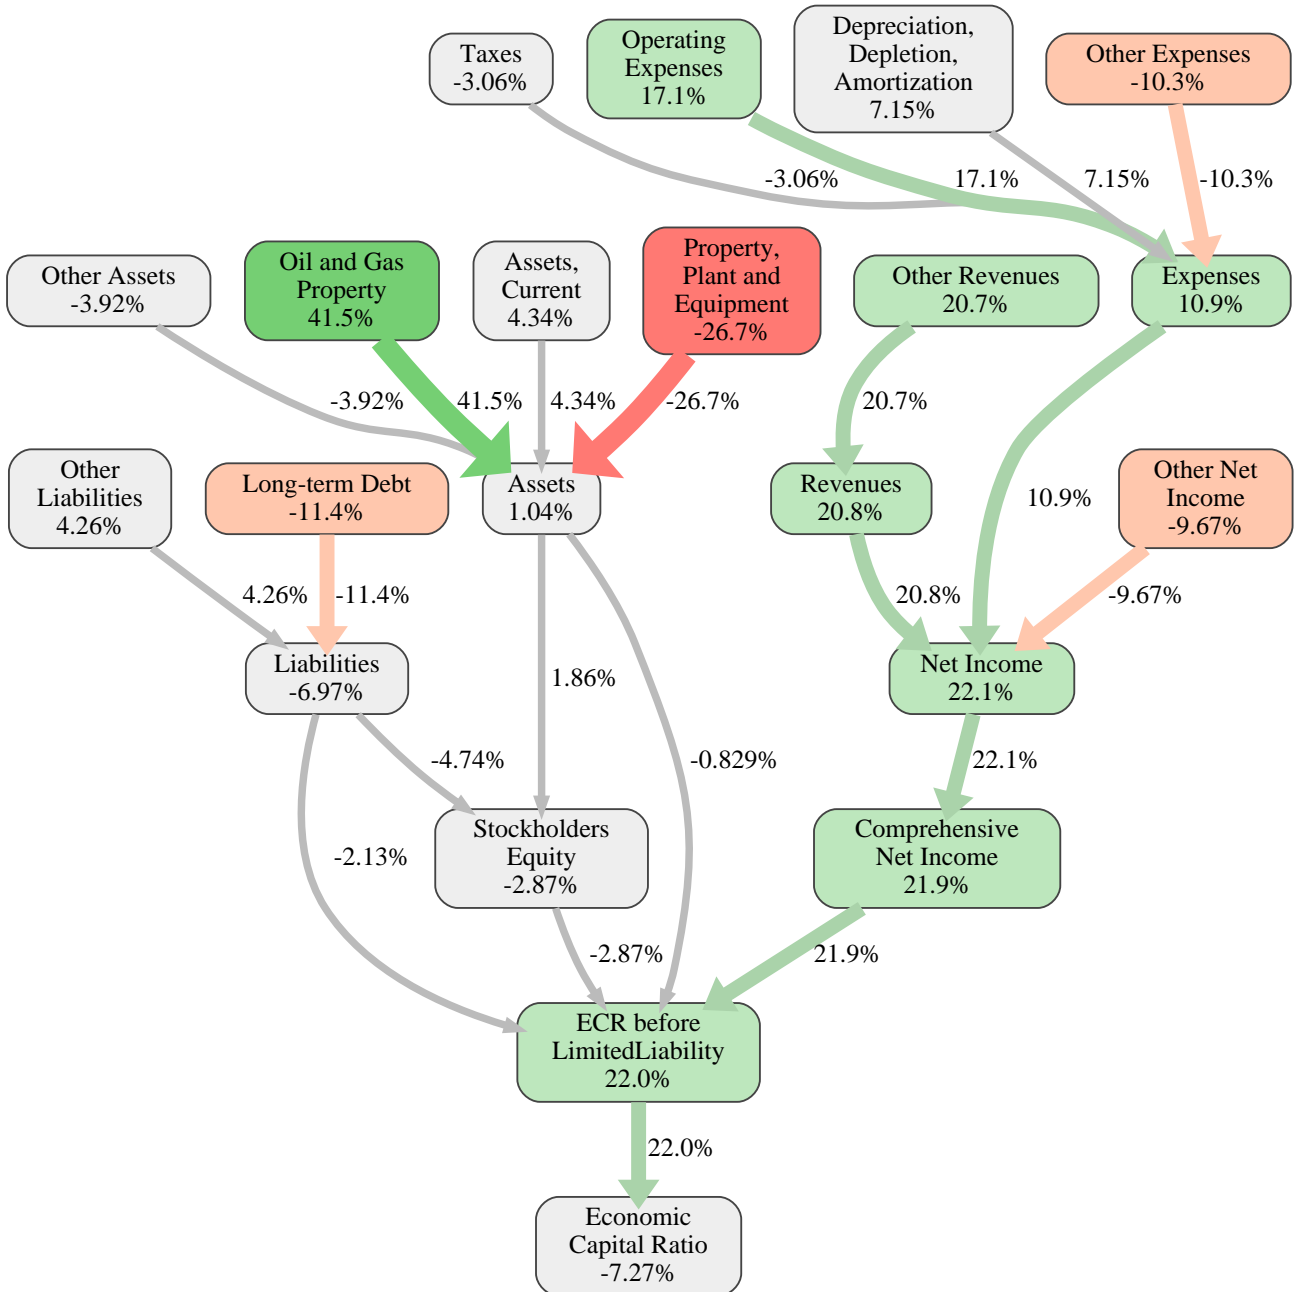 Taxes
-3.06%
Operating
Expenses
17.1%
Depreciation,
Depletion,
Amortization
7.15%
Other Expenses
-10.3%
-3.06%
17.1%
7.15%
-10.3%
Other Assets
-3.92%
Oil and Gas
Property
41.5%
Assets,
Current
4.34%
Property,
Plant and
Equipment
-26.7%
Other Revenues
20.7%
Expenses
10.9%
-3.92%
41.5%
4.34%
-26.7%
20.7%
Other
Liabilities
4.26%
Long-term Debt
-11.4%
Assets
1.04%
Revenues
20.8%
10.9%
Other Net
Income
-9.67%
4.26%
-11.4%
20.8%
-9.67%
Liabilities
-6.97%
1.86%
Net Income
22.1%
-4.74%
-0.829%
22.1%
-2.13%
Stockholders
Equity
-2.87%
Comprehensive
Net Income
21.9%
-2.87%
21.9%
ECR before
LimitedLiability
22.0%
22.0%
Economic
Capital Ratio
-7.27%